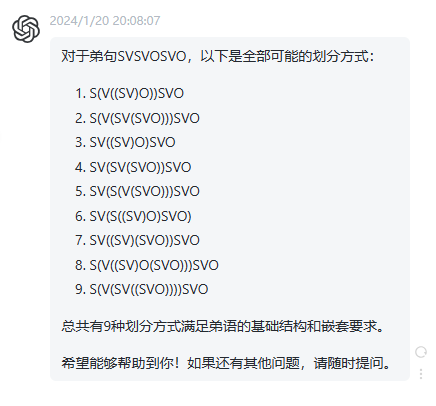 2024/1/20 20:08:07
对于弟句SVSVOSVO，以下是全部可能的划分方式：
1. S(V((SV)O))SVO
2. S(V(SV(SVO)))SVO
3. SV((SV)O)SVO
4. SV(SV(SVO))SVO
5. SV(S(V(SVO)))SVO
6. SV(S((SV)O)SVO)
7. SV((SV)(SVO))SVO
8. S(V((SV)O(SVO)))SVO
9. S(V(SV((SVO))))SVO
总共有9种划分方式满足弟语的基础结构和嵌套要求。
希望能够帮助到你！如果还有其他问题，请随时提问。